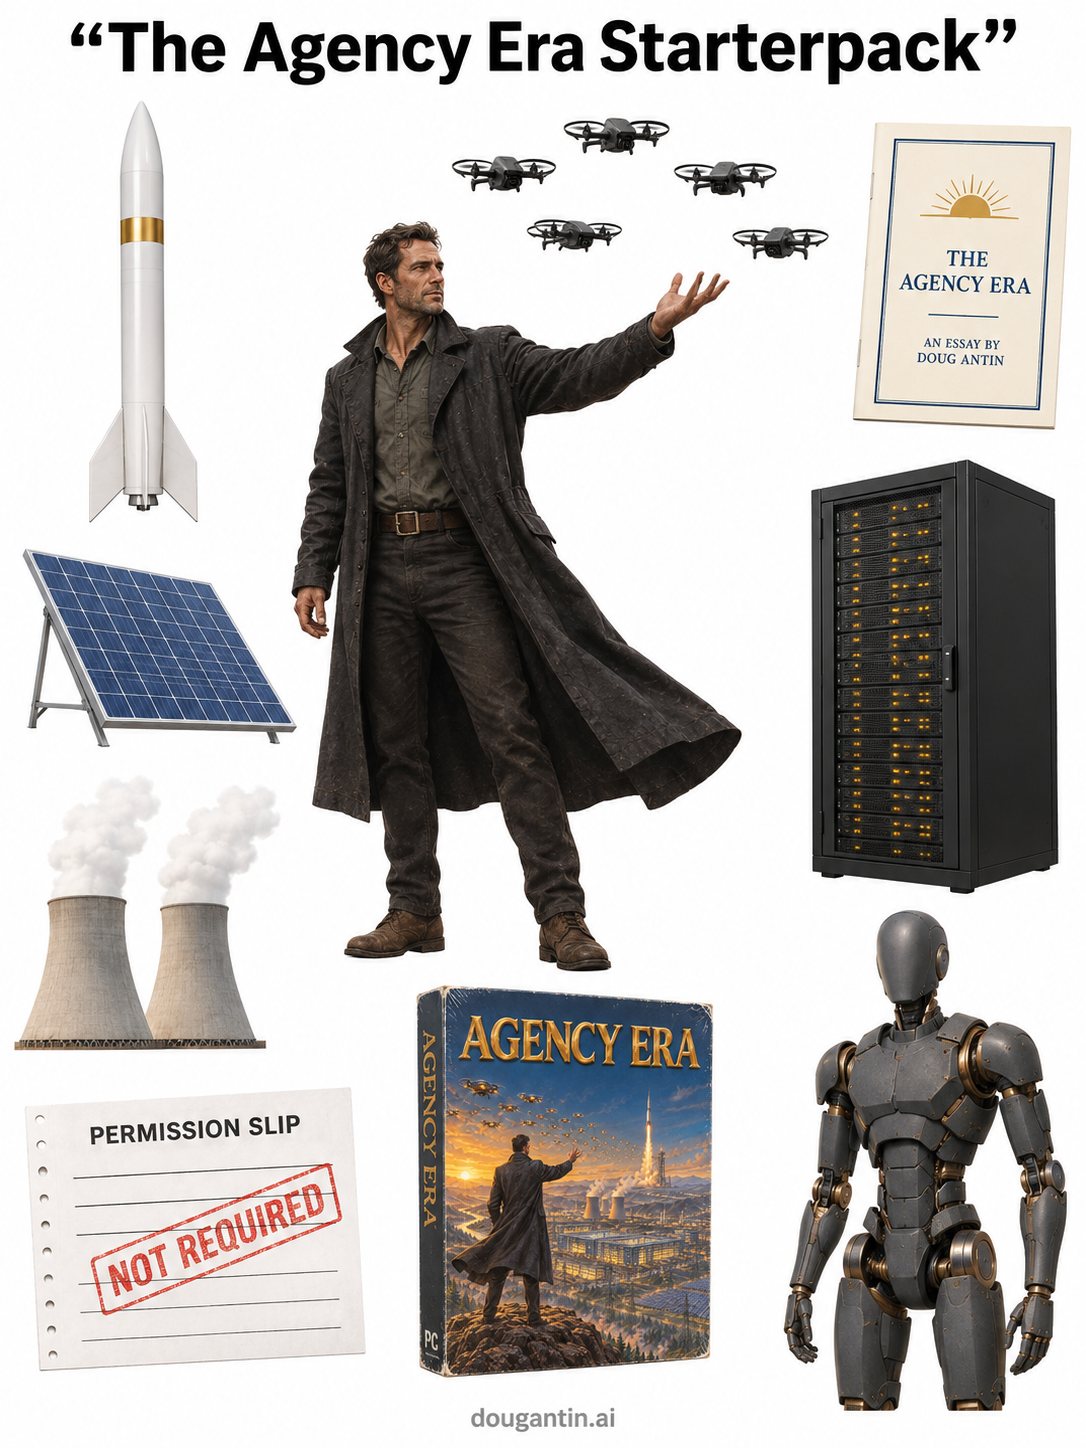 “The Agency Era Starterpack”
THE
AGENCY ERA
AN ESSAY BY
DOUG ANTIN
PERMISSION SLIP
NOT REQUIRED
AGENCY ERA
AGENCY ERA
PC
dougantin.ai